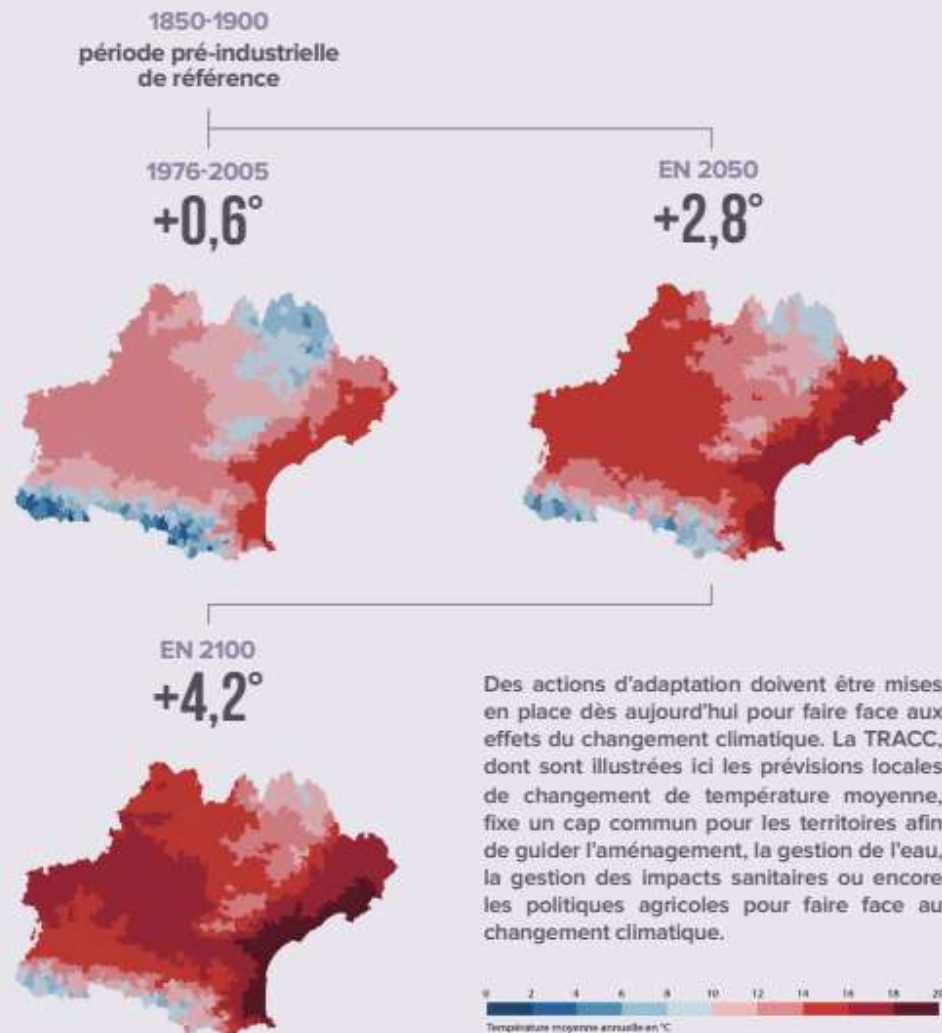 1850-1900
période pré-industrielle
de référence
1976-2005
+0,6°
EN 2050
+2,8°
EN 2100
+4,2°
Des actions d'adaptation doivent être mises
en place dès aujourd'hui pour faire face aux
effets du changement climatique. La TRACC,
dont sont illustrées ici les prévisions locales
de changement de température moyenne,
fixe un cap commun pour les territoires afin
de guider l'aménagement, la gestion de l'eau,
la gestion des impacts sanitaires ou encore
les politiques agricoles pour faire face au
changement climatique.
0 2 4 6 8 10 12 14 16 18 20
Température moyenne annuelle en °C